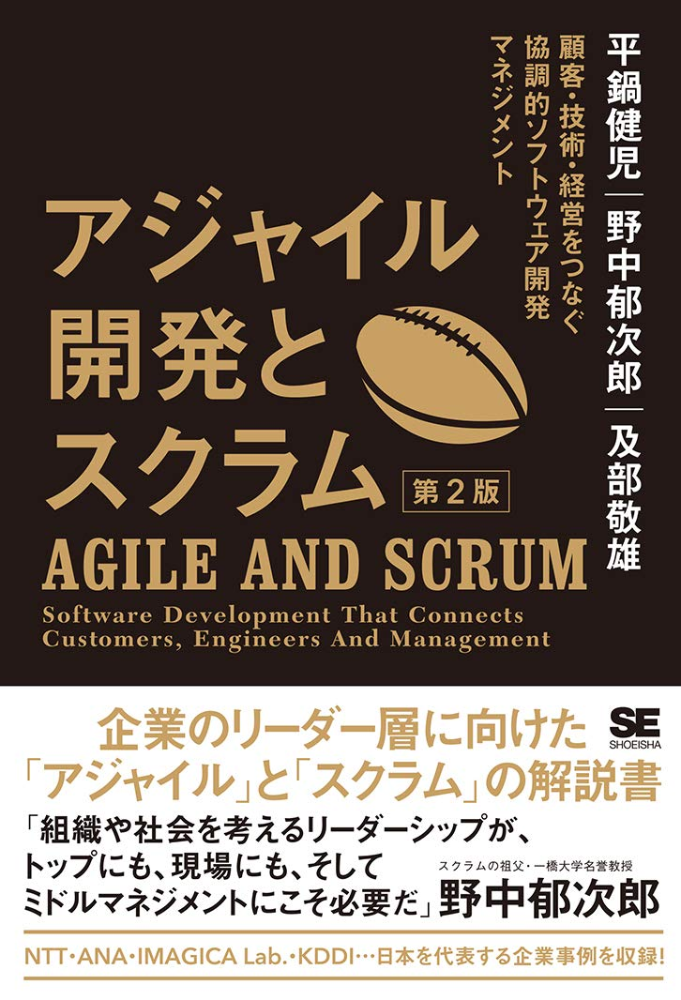 平鍋健児|野中郁次郎|及部敬雄
顧客・技術・経営をつなぐ
協調的ソフトウェア開発
マネジメント
アジャイル
開発と
スクラム
第2版
AGILE AND SCRUM
Software Development That Connects
Customers, Engineers And Management
企業のリーダー層に向けた
「アジャイル」と「スクラム」の解説書
SE
SHOEISHA
「組織や社会を考えるリーダーシップが、
トップにも、現場にも、そして
ミドルマネジメントにこそ必要だ」
スクラムの祖父・一橋大学名誉教授
野中郁次郎
NTT・ANA・IMAGICA Lab.・KDDI…日本を代表する企業事例を収録!